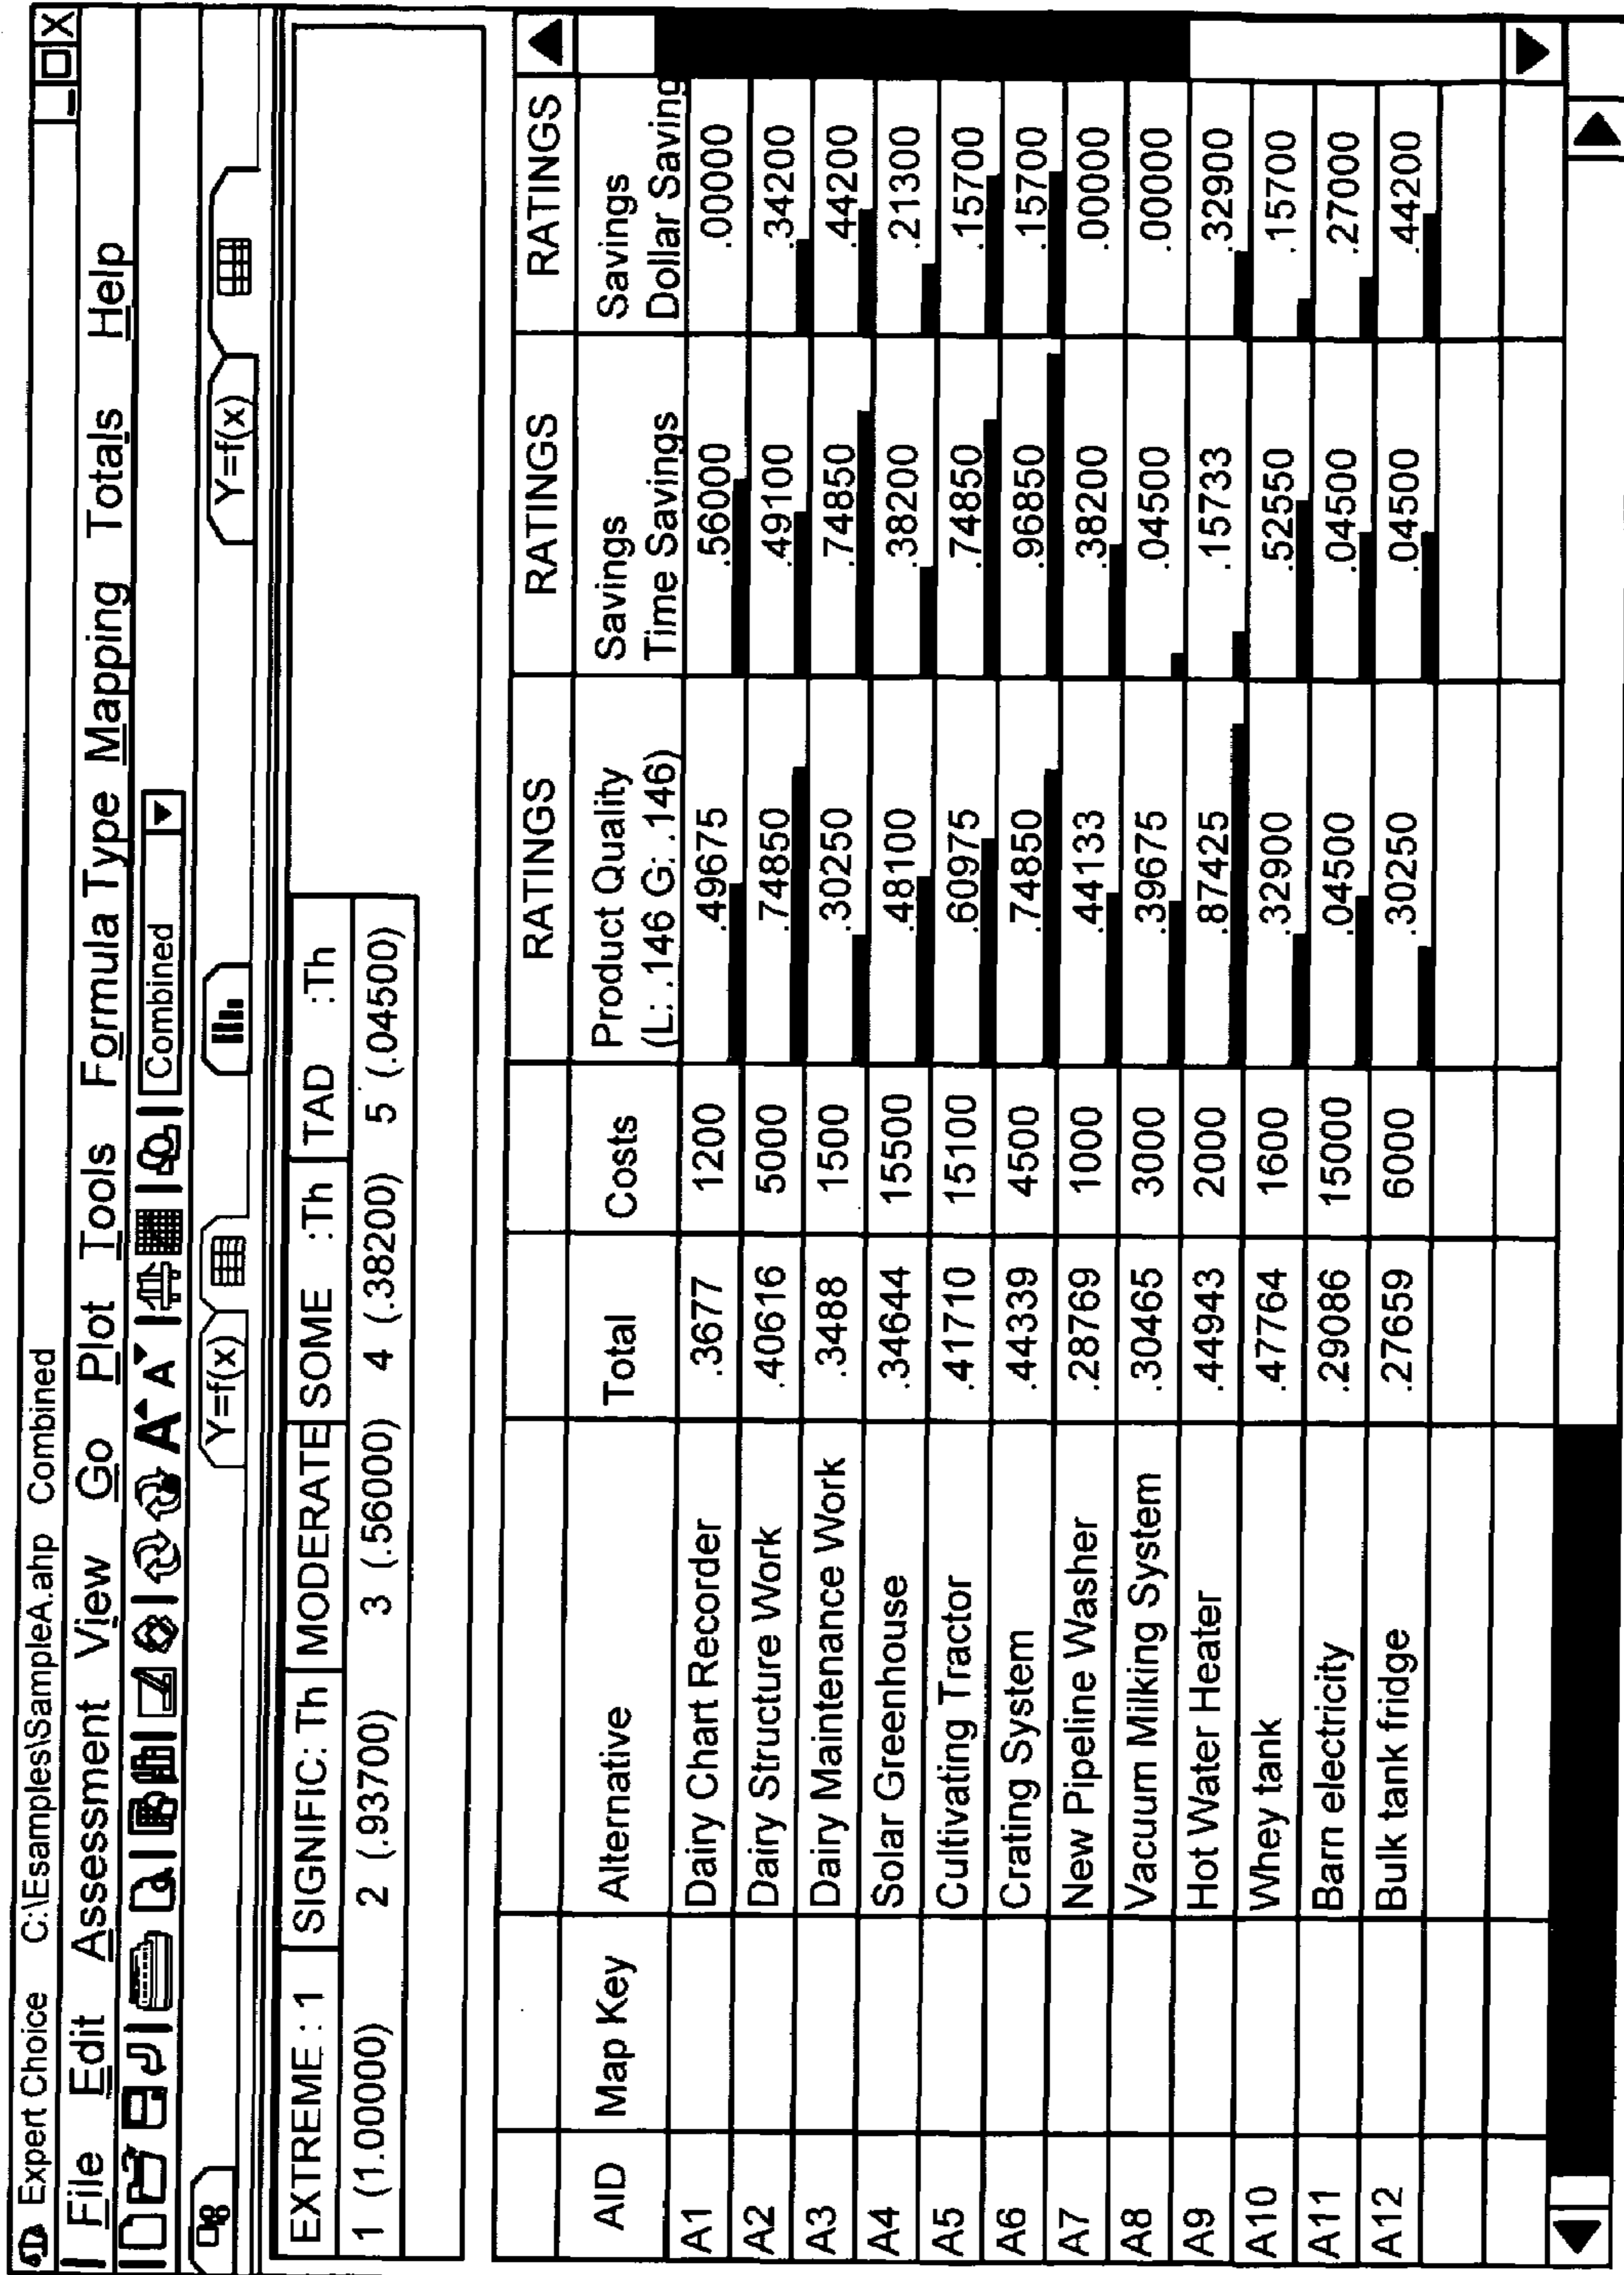 Expert Choice C:\Esamples\SampleA.ahp Combined
File Edit Assessment View Go Plot Tools Formula Type Mapping Totals Help
A A Combined
Y=f(x) Y=f(x)
EXTREME : 1 SIGNIFIC: Th MODERATE SOME :Th TAD :Th
1 (1.00000) 2 (.93700) 3 (.56000) 4 (.38200) 5 (.04500)
RATINGS RATINGS RATINGS
AID Map Key Alternative Total Costs Product Quality (L: .146 G: .146) Savings Time Savings Savings Dollar Saving
A1 Dairy Chart Recorder .3677 1200 .49675 .56000 .00000
A2 Dairy Structure Work .40616 5000 .74850 .49100 .34200
A3 Dairy Maintenance Work .3488 1500 .30250 .74850 .44200
A4 Solar Greenhouse .34644 15500 .48100 .38200 .21300
A5 Cultivating Tractor .41710 15100 .60975 .74850 .15700
A6 Crating System .44339 4500 .74850 .96850 .15700
A7 New Pipeline Washer .28769 1000 .44133 .38200 .00000
A8 Vacuum Milking System .30465 3000 .39675 .04500 .00000
A9 Hot Water Heater .44943 2000 .87425 .15733 .32900
A10 Whey tank .47764 1600 .32900 .52550 .15700
A11 Barn electricity .29086 15000 .04500 .04500 .27000
A12 Bulk tank fridge .27659 6000 .30250 .04500 .44200